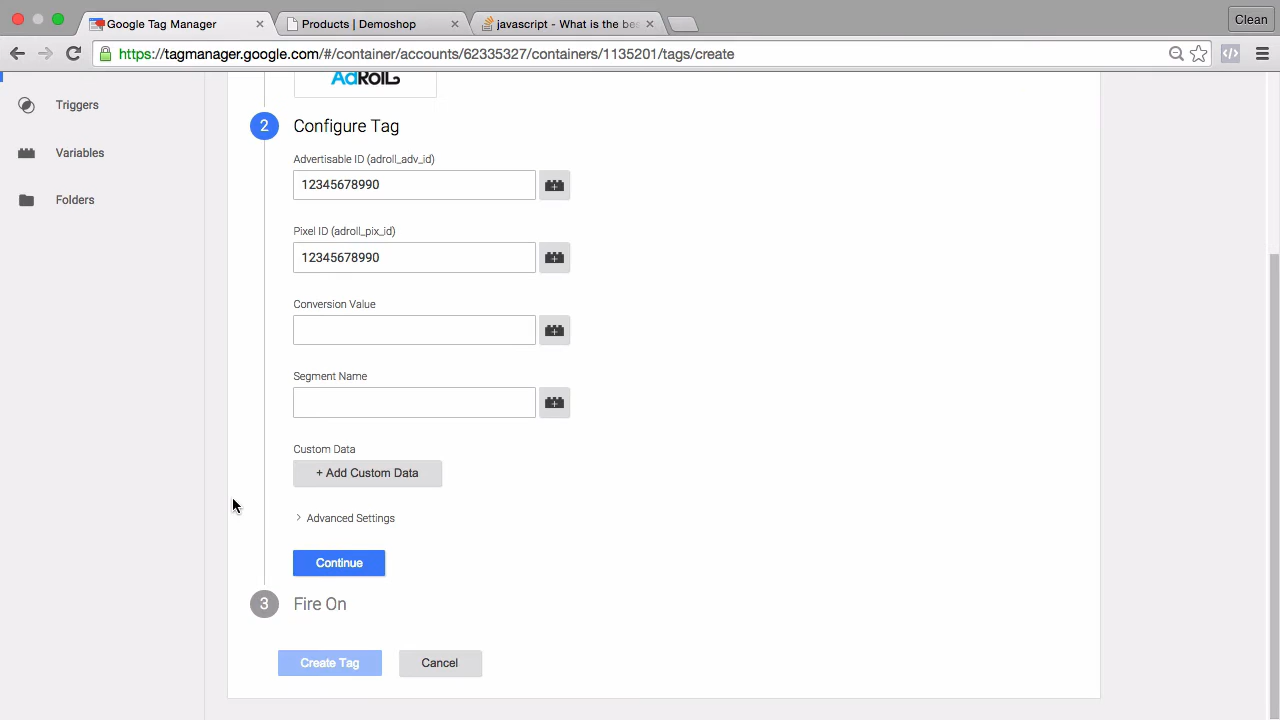 Google Tag Manager
Products | Demoshop
javascript - What is the bes
Clean
https://tagmanager.google.com/#/container/accounts/62335327/containers/1135201/tags/create
Triggers
Variables
Folders
AdRoll
2 Configure Tag
Advertisable ID (adroll_adv_id)
12345678990
Pixel ID (adroll_pix_id)
12345678990
Conversion Value
Segment Name
Custom Data
+ Add Custom Data
Advanced Settings
Continue
3 Fire On
Create Tag
Cancel